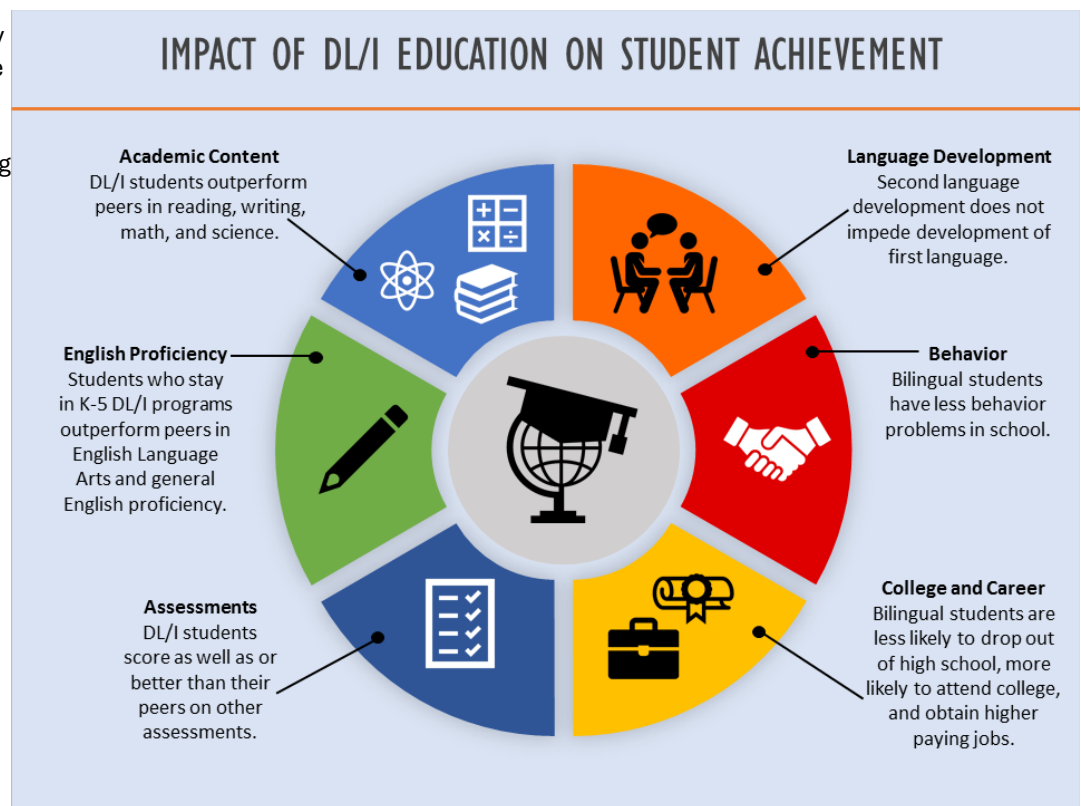 IMPACT OF DL/I EDUCATION ON STUDENT ACHIEVEMENT
Academic Content
DL/I students outperform
peers in reading, writing,
math, and science.
Language Development
Second language
development does not
impede development of
first language.
English Proficiency
Students who stay
in K-5 DL/I programs
outperform peers in
English Language
Arts and general
English proficiency.
Behavior
Bilingual students
have less behavior
problems in school.
Assessments
DL/I students
score as well as or
better than their
peers on other
assessments.
College and Career
Bilingual students are
less likely to drop out
of high school, more
likely to attend college,
and obtain higher
paying jobs.